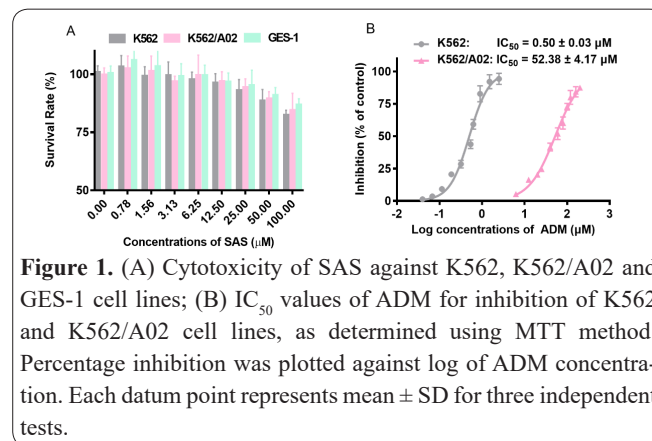 A
K562 K562/A02 GES-1
Survival Rate (%)
100
75
50
0.00 0.78 1.56 3.13 6.25 12.50 25.00 50.00 100.00
Concentrations of SAS (μM)
B
K562: IC50 = 0.50 ± 0.03 μM
K562/A02: IC50 = 52.38 ± 4.17 μM
Inhibition (% of control)
100
75
50
25
0
-2 -1 0 1 2 3
Log concentrations of ADM (μM)
Figure 1. (A) Cytotoxicity of SAS against K562, K562/A02 and
GES-1 cell lines; (B) IC50 values of ADM for inhibition of K562
and K562/A02 cell lines, as determined using MTT method
Percentage inhibition was plotted against log of ADM concentra-
tion. Each datum point represents mean ± SD for three independent
tests.